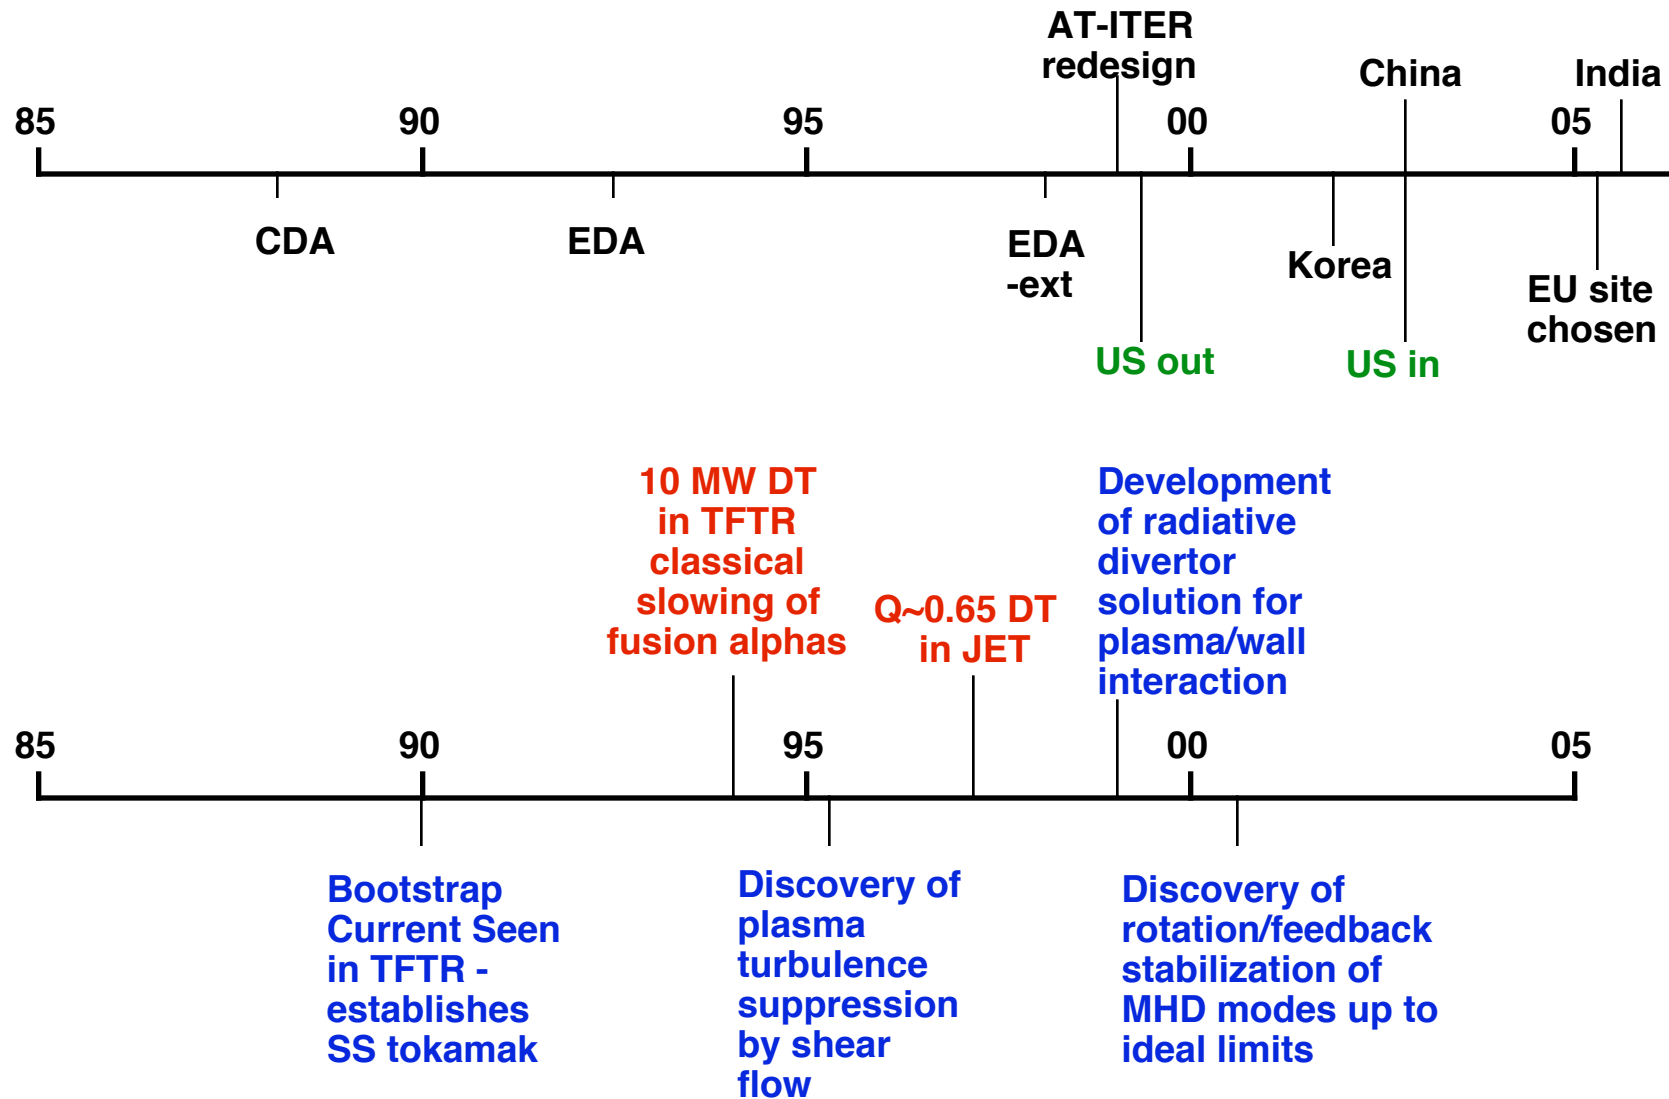 AT-ITER
redesign
China
India
85
90
95
00
05
CDA
EDA
EDA
-ext
Korea
EU site
chosen
US out
US in
10 MW DT
in TFTR
classical
slowing of
fusion alphas
Q~0.65 DT
in JET
Development
of radiative
divertor
solution for
plasma/wall
interaction
85
90
95
00
05
Bootstrap
Current Seen
in TFTR -
establishes
SS tokamak
Discovery of
plasma
turbulence
suppression
by shear
flow
Discovery of
rotation/feedback
stabilization of
MHD modes up to
ideal limits